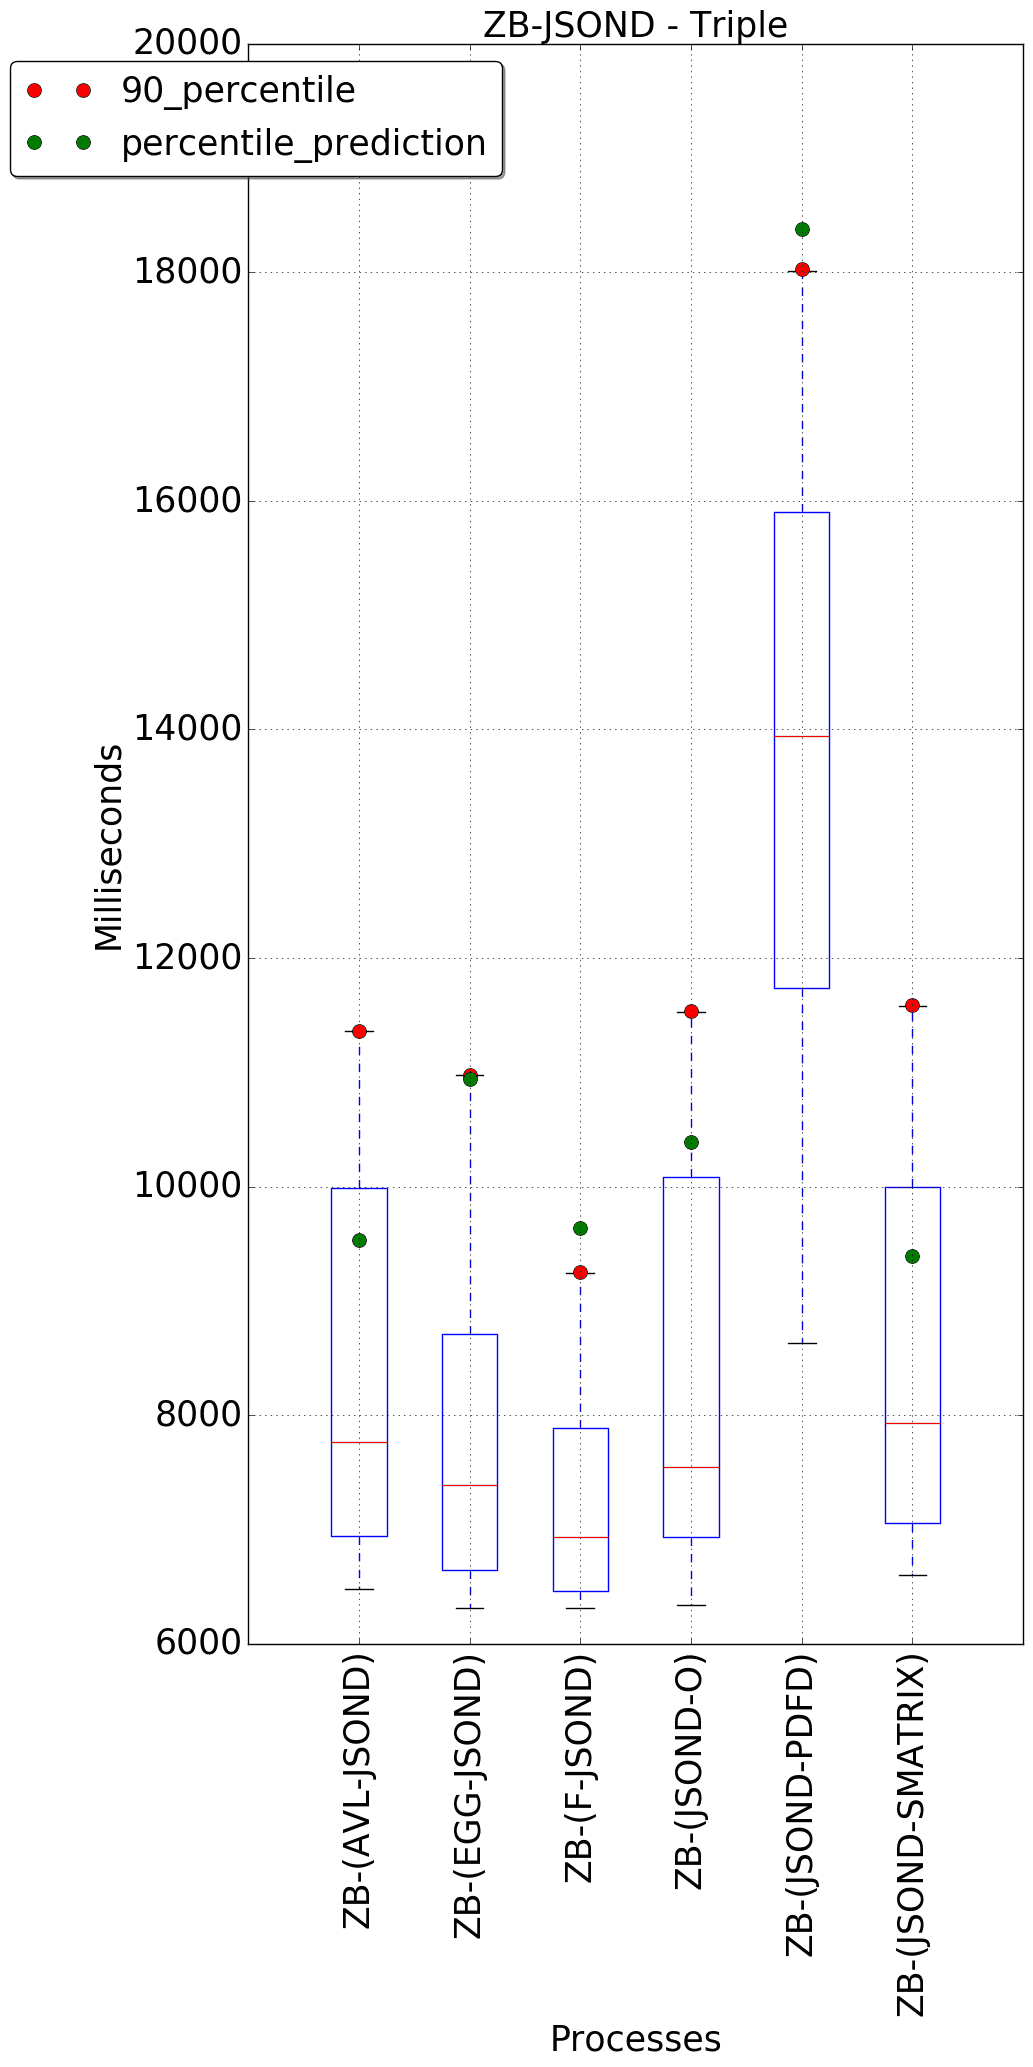 ZB-JSOND - Triple
90_percentile
percentile_prediction
20000
18000
16000
14000
12000
10000
8000
6000
Milliseconds
ZB-(AVL-JSOND)
ZB-(EGG-JSOND)
ZB-(F-JSOND)
ZB-(JSOND-O)
ZB-(JSOND-PDFD)
ZB-(JSOND-SMATRIX)
Processes